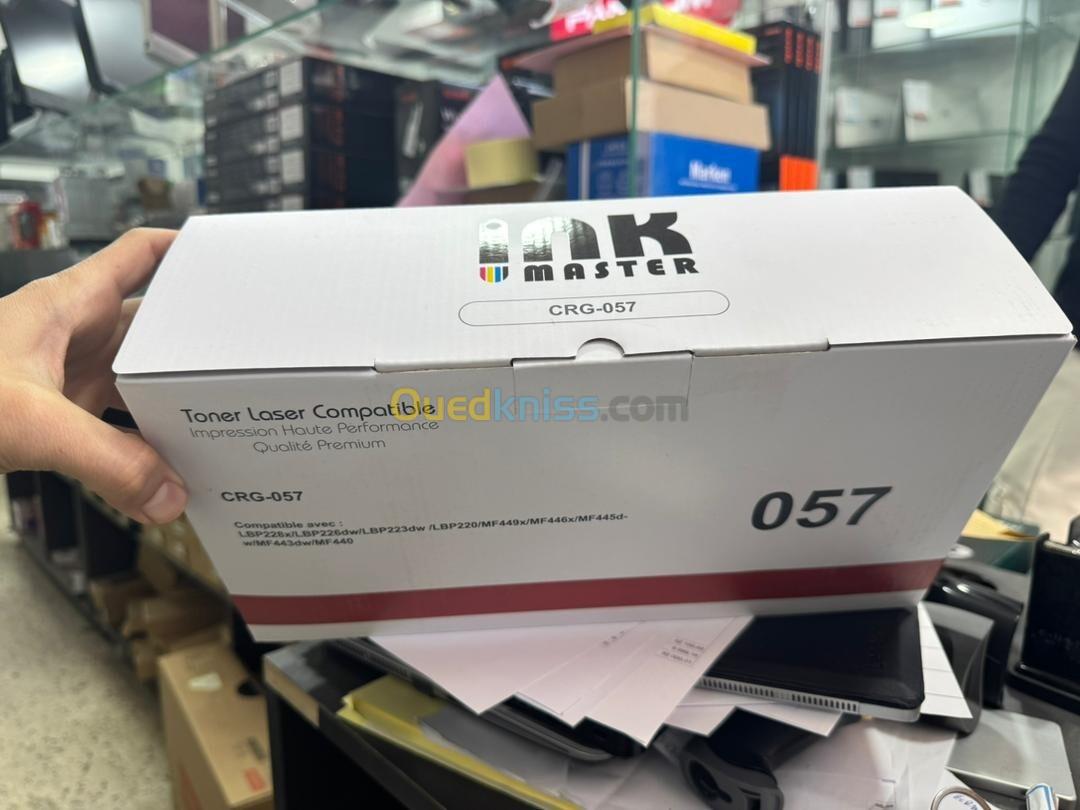 Marken
ink
MASTER
CRG-057
Ouedkniss.com
Toner Laser Compatible
Impression Haute Performance
Qualité Premium
CRG-057
057
Compatible avec :
LBP228x/LBP226dw/LBP223dw /LBP220/MF449x/MF446x/MF445d-
w/MF443dw/MF440